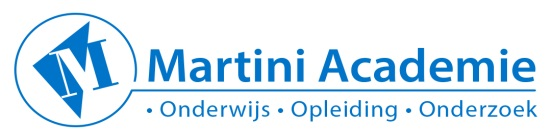 M Martini Academie
• Onderwijs • Opleiding • Onderzoek